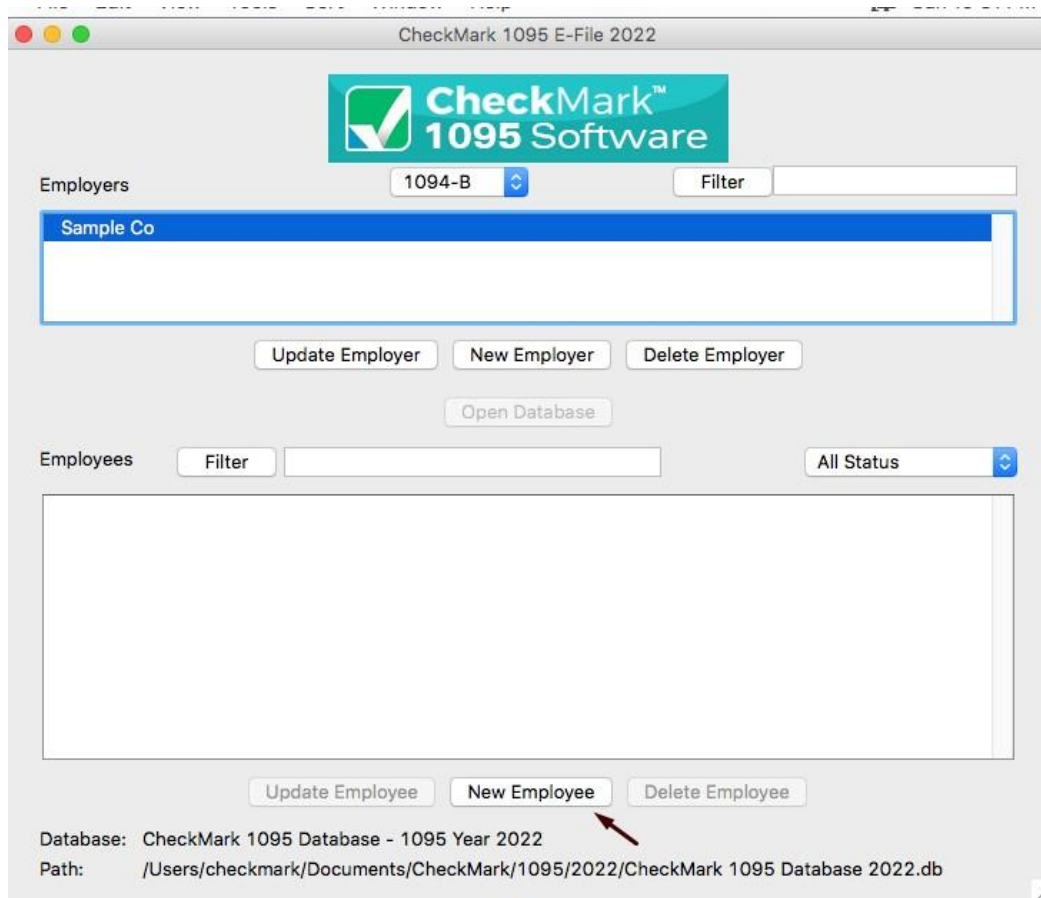 CheckMark 1095 E-File 2022
CheckMark™
1095 Software
Employers 1094-B Filter
Sample Co
Update Employer New Employer Delete Employer
Open Database
Employees Filter All Status
Update Employee New Employee Delete Employee
Database: CheckMark 1095 Database - 1095 Year 2022
Path: /Users/checkmark/Documents/CheckMark/1095/2022/CheckMark 1095 Database 2022.db